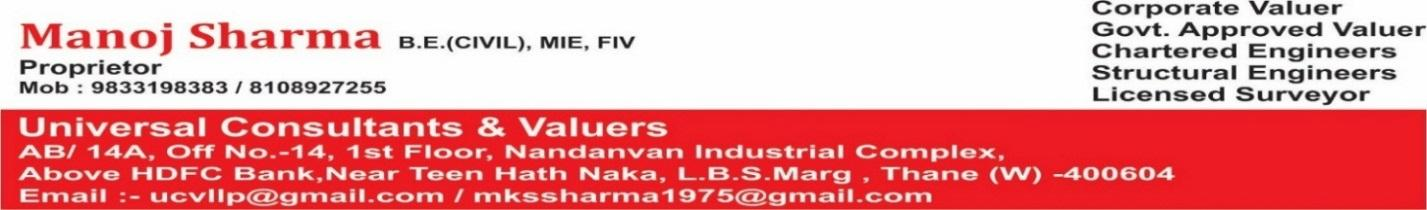 Manoj Sharma B.E.(CIVIL), MIE, FIV
Proprietor
Mob : 9833198383 / 8108927255
Corporate Valuer
Govt. Approved Valuer
Chartered Engineers
Structural Engineers
Licensed Surveyor
Universal Consultants & Valuers
AB/ 14A, Off No.-14, 1st Floor, Nandanvan Industrial Complex,
Above HDFC Bank,Near Teen Hath Naka, L.B.S.Marg , Thane (W) -400604
Email :- ucvllp@gmail.com / mkssharma1975@gmail.com